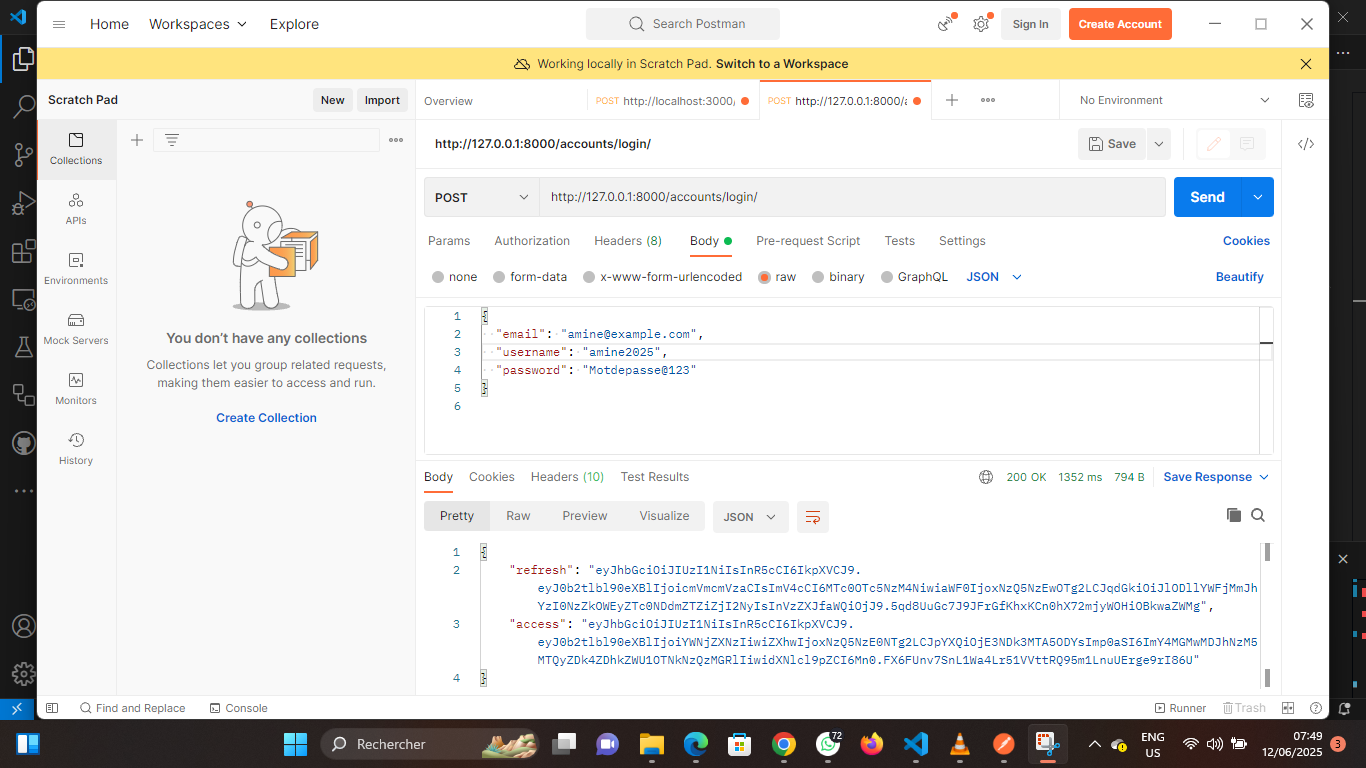 Home
Workspaces
Explore
Search Postman
Sign In
Create Account
Working locally in Scratch Pad. Switch to a Workspace
Scratch Pad
New
Import
Overview
POST http://localhost:3000/
POST http://127.0.0.1:8000/a
No Environment
Collections
APIs
Environments
Mock Servers
Monitors
History
You don't have any collections
Collections let you group related requests,
making them easier to access and run.
Create Collection
http://127.0.0.1:8000/accounts/login/
Save
POST
http://127.0.0.1:8000/accounts/login/
Send
Params
Authorization
Headers (8)
Body
Pre-request Script
Tests
Settings
Cookies
none
form-data
x-www-form-urlencoded
raw
binary
GraphQL
JSON
Beautify
1 {
2 "email": "amine@example.com",
3 "username": "amine2025",
4 "password": "Motdepasse@123"
5 }
6
Body
Cookies
Headers (10)
Test Results
200 OK
1352 ms
794 B
Save Response
Pretty
Raw
Preview
Visualize
JSON
1 {
2 "refresh": "eyJhbGciOiJIUzI1NiIsInR5cCI6IkpXVCJ9.
3 "access": "eyJhbGciOiJIUzI1NiIsInR5cCI6IkpXVCJ9.
4 }
Find and Replace
Console
Runner
Trash
Rechercher
72
ENG
US
07:49
12/06/2025
3